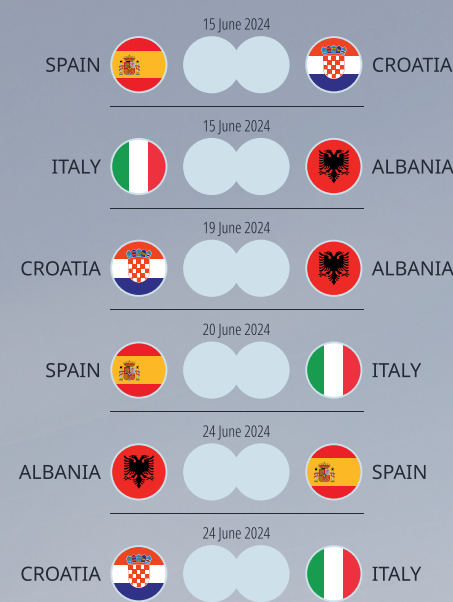 15 June 2024
SPAIN CROATIA
15 June 2024
ITALY ALBANIA
19 June 2024
CROATIA ALBANIA
20 June 2024
SPAIN ITALY
24 June 2024
ALBANIA SPAIN
24 June 2024
CROATIA ITALY